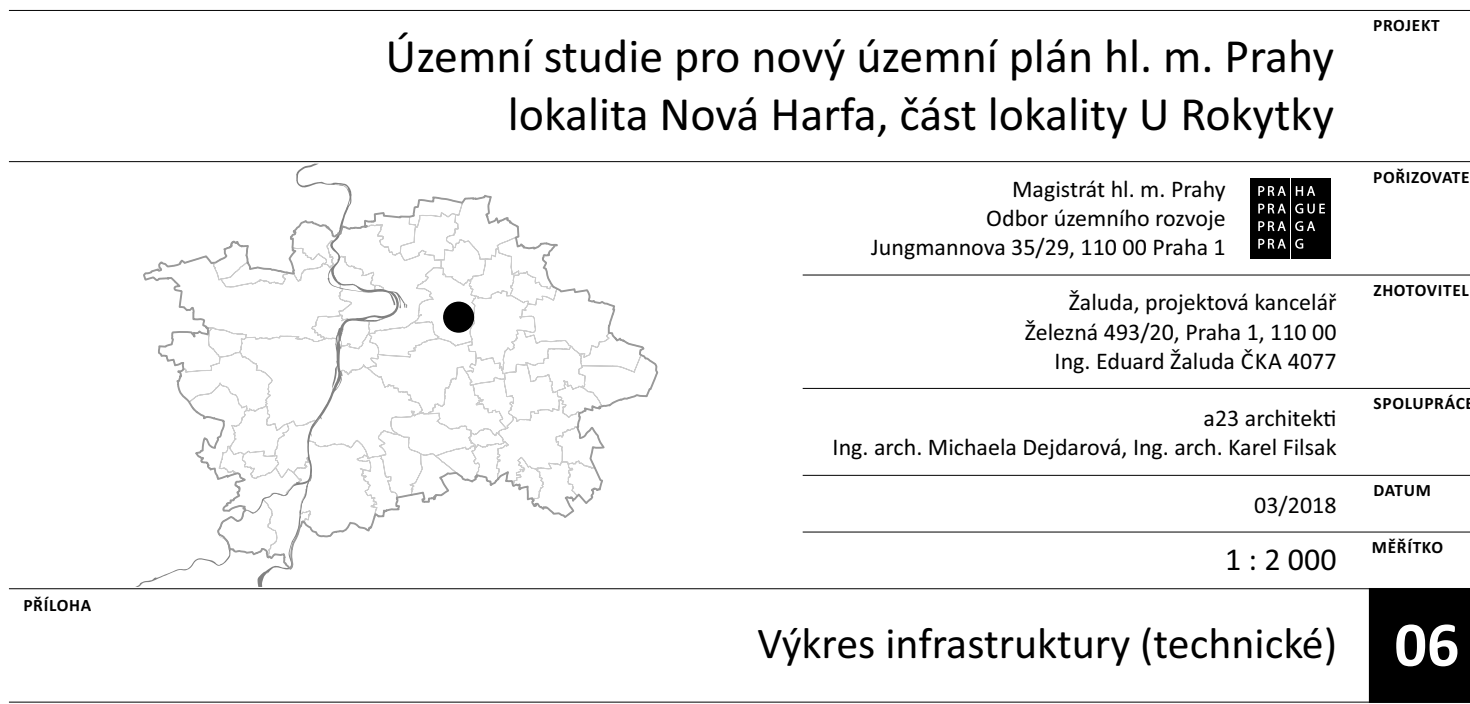 PROJEKT
Územní studie pro nový územní plán hl. m. Prahy
lokalita Nová Harfa, část lokality U Rokytky
POŘIZOVATE
Magistrát hl. m. Prahy
Odbor územního rozvoje
Jungmannova 35/29, 110 00 Praha 1
PRA HA
PRA GUE
PRA GA
PRA G
ZHOTOVITEL
Žaluda, projektová kancelář
Železná 493/20, Praha 1, 110 00
Ing. Eduard Žaluda ČKA 4077
SPOLUPRÁCE
a23 architekti
Ing. arch. Michaela Dejdarová, Ing. arch. Karel Filsak
DATUM
03/2018
MĚŘÍTKO
1 : 2 000
PŘÍLOHA
Výkres infrastruktury (technické)
06